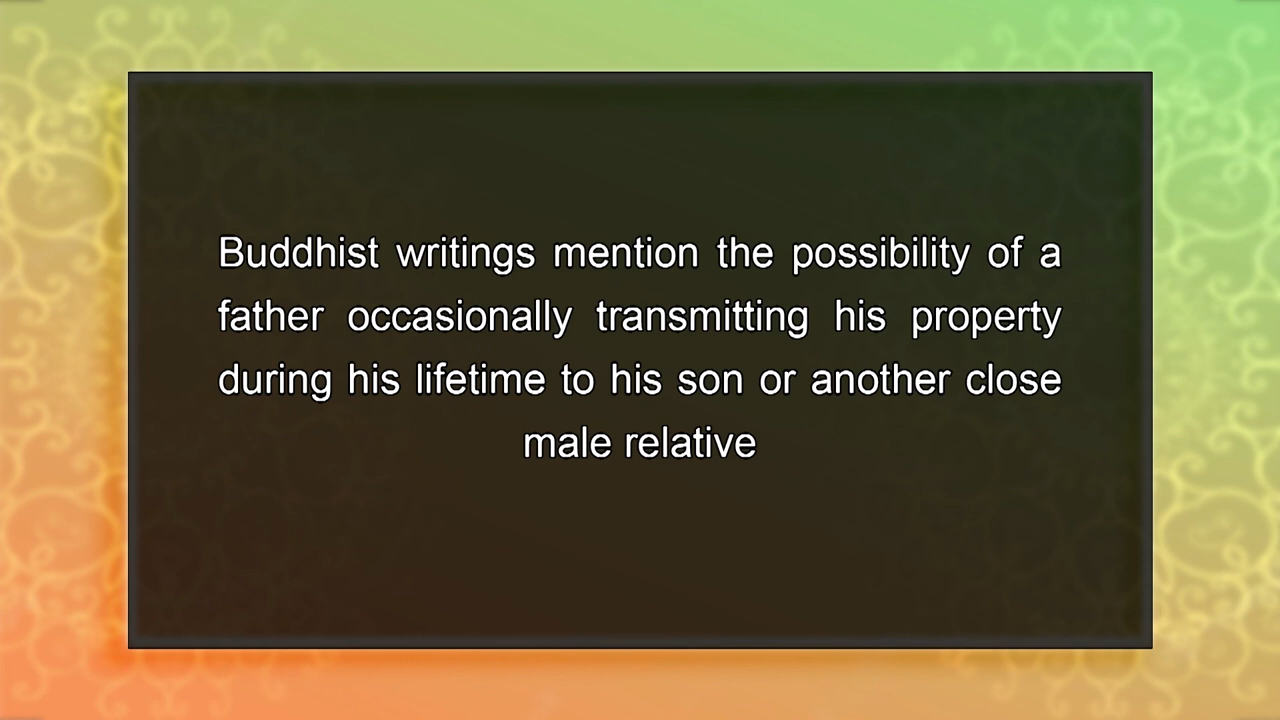 Buddhist writings mention the possibility of a
father occasionally transmitting his property
during his lifetime to his son or another close
male relative